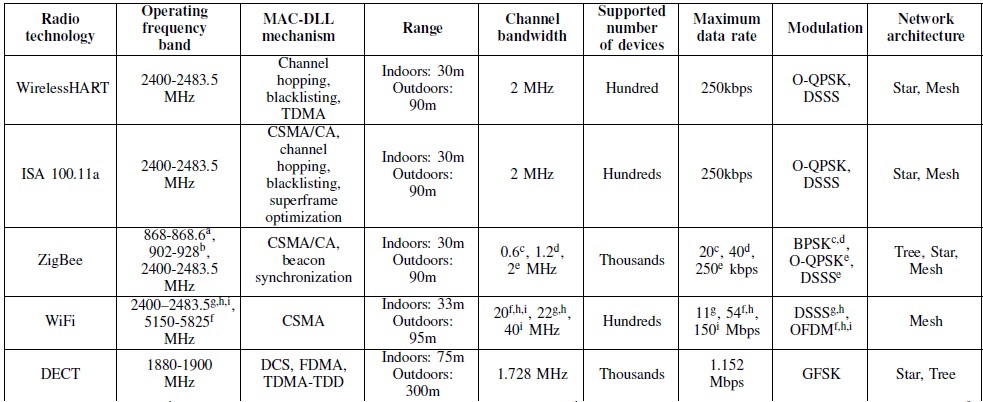 Radio technology | Operating frequency band | MAC-DLL mechanism | Range | Channel bandwidth | Supported number of devices | Maximum data rate | Modulation | Network architecture
WirelessHART | 2400-2483.5 MHz | Channel hopping, blacklisting, TDMA | Indoors: 30m Outdoors: 90m | 2 MHz | Hundred | 250kbps | O-QPSK, DSSS | Star, Mesh
ISA 100.11a | 2400-2483.5 MHz | CSMA/CA, channel hopping, blacklisting, superframe optimization | Indoors: 30m Outdoors: 90m | 2 MHz | Hundreds | 250kbps | O-QPSK, DSSS | Star, Mesh
ZigBee | 868-868.6^a, 902-928^b, 2400-2483.5 MHz | CSMA/CA, beacon synchronization | Indoors: 30m Outdoors: 90m | 0.6^c, 1.2^d, 2^e MHz | Thousands | 20^c, 40^d, 250^e kbps | BPSK^c,d, O-QPSK^e, DSSS^e | Tree, Star, Mesh
WiFi | 2400–2483.5^g,h,i, 5150-5825^f MHz | CSMA | Indoors: 33m Outdoors: 95m | 20^f,h,i, 22^g,h, 40^i MHz | Hundreds | 11^g, 54^f,h, 150^i Mbps | DSSS^g,h, OFDM^f,h,i | Mesh
DECT | 1880-1900 MHz | DCS, FDMA, TDMA-TDD | Indoors: 75m Outdoors: 300m | 1.728 MHz | Thousands | 1.152 Mbps | GFSK | Star, Tree